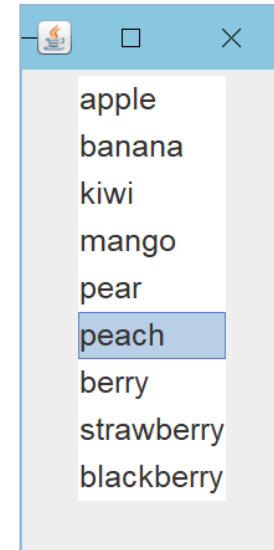 apple
banana
kiwi
mango
pear
peach
berry
strawberry
blackberry